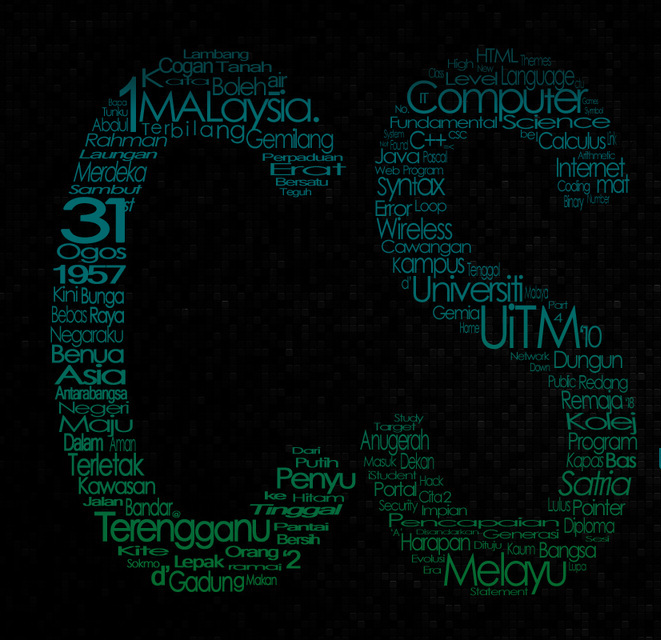 Lambang
Cogan Tanah
Kata Boleh air
1MALaysia.
Bapa
Tunku
Abdul Terbilang Gemilang
Rahman
Laungan Perpaduan
Merdeka Erat
Sambut Bersatu
Teguh
31
Ogos
1957
Kini Bunga
Bebas Raya
Negaraku
Benua
Asia
Antarabangsa
Negeri
Maju
Dalam Aman
Terletak
Kawasan
Jalan Bandar @
Terengganu
Dari
Putih
Penyu
ke Hitam
Tinggal
Pantai
Bersih
Kite Orang '2
Sokmo Lepak ramai
d' Gadung Makan
HTML Themes
High New
Class Level Language
IT Computer Games
No. Symbol
Fundamental Science
System C++ csc bel Calculus Link
Not Found
Java Pascal Arithmetic
Web Program Internet
Syntax Coding mat
Binary Number
Error Loop
Wireless
Cawangan
Kampus Tenggol
d' Universiti Malaya
Gemia Part
4
Home UiTM '10
Network Dungun
Down
Public Redang
Remaja '18
Kolej
Program
Kapas Bas
Satria
Lulus Pointer
Diploma
Sesi
Study
Target
Anugerah
Masuk Dekan
iStudent Hack
Portal Cita2
Security Impian
Pencapaian
'A' Disandarkan Generasi
Harapan Dituju Kaum Bangsa
Evolusi
Era Melayu Lupa
Statement